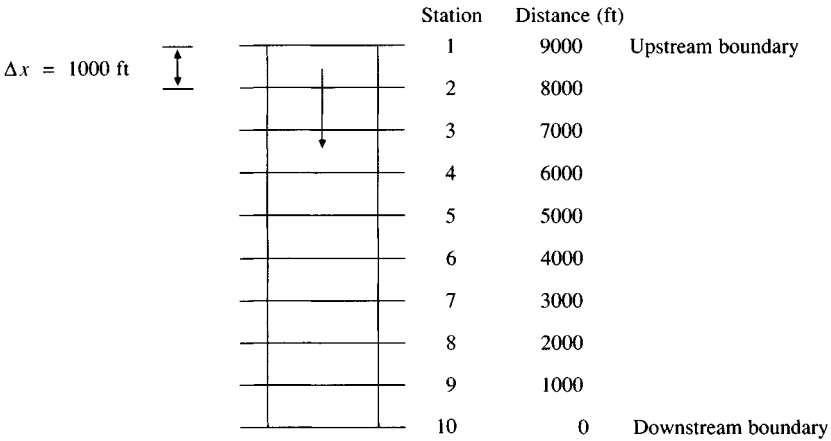 Station Distance (ft)
1 9000 Upstream boundary
Δx = 1000 ft
2 8000
3 7000
4 6000
5 5000
6 4000
7 3000
8 2000
9 1000
10 0 Downstream boundary